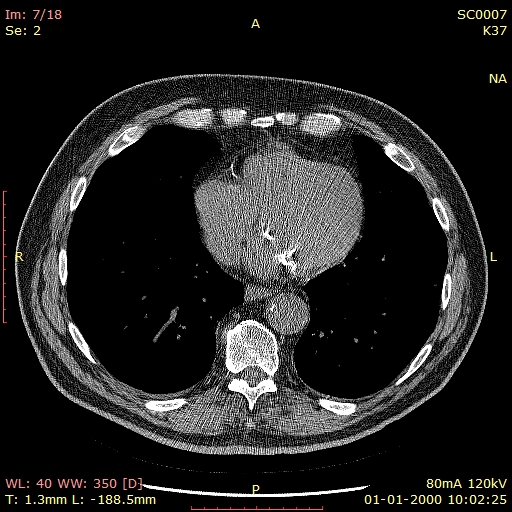 Im: 7/18
Se: 2
A
SC0007
K37
NA
R
L
WL: 40 WW: 350 [D]
T: 1.3mm L: -188.5mm
P
80mA 120kV
01-01-2000 10:02:25